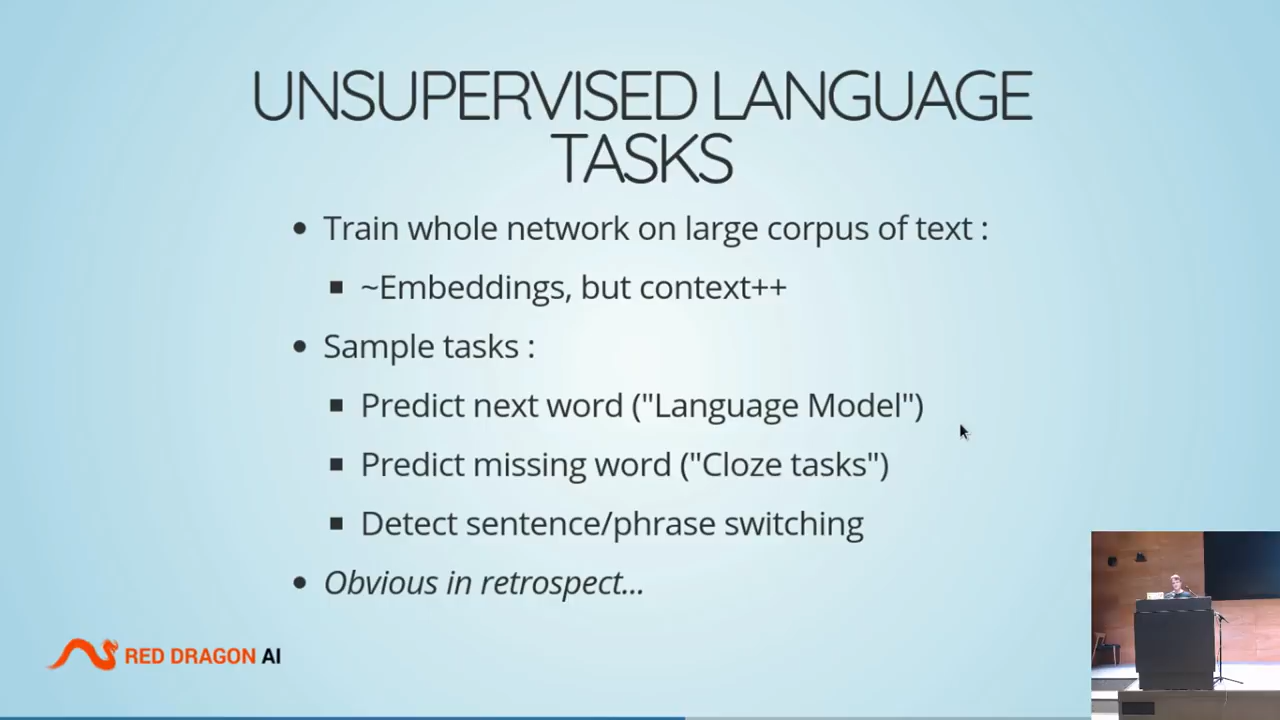 UNSUPERVISED LANGUAGE
TASKS
• Train whole network on large corpus of text :
▪ ~Embeddings, but context++
• Sample tasks :
▪ Predict next word ("Language Model")
▪ Predict missing word ("Cloze tasks")
▪ Detect sentence/phrase switching
• Obvious in retrospect...
RED DRAGON AI